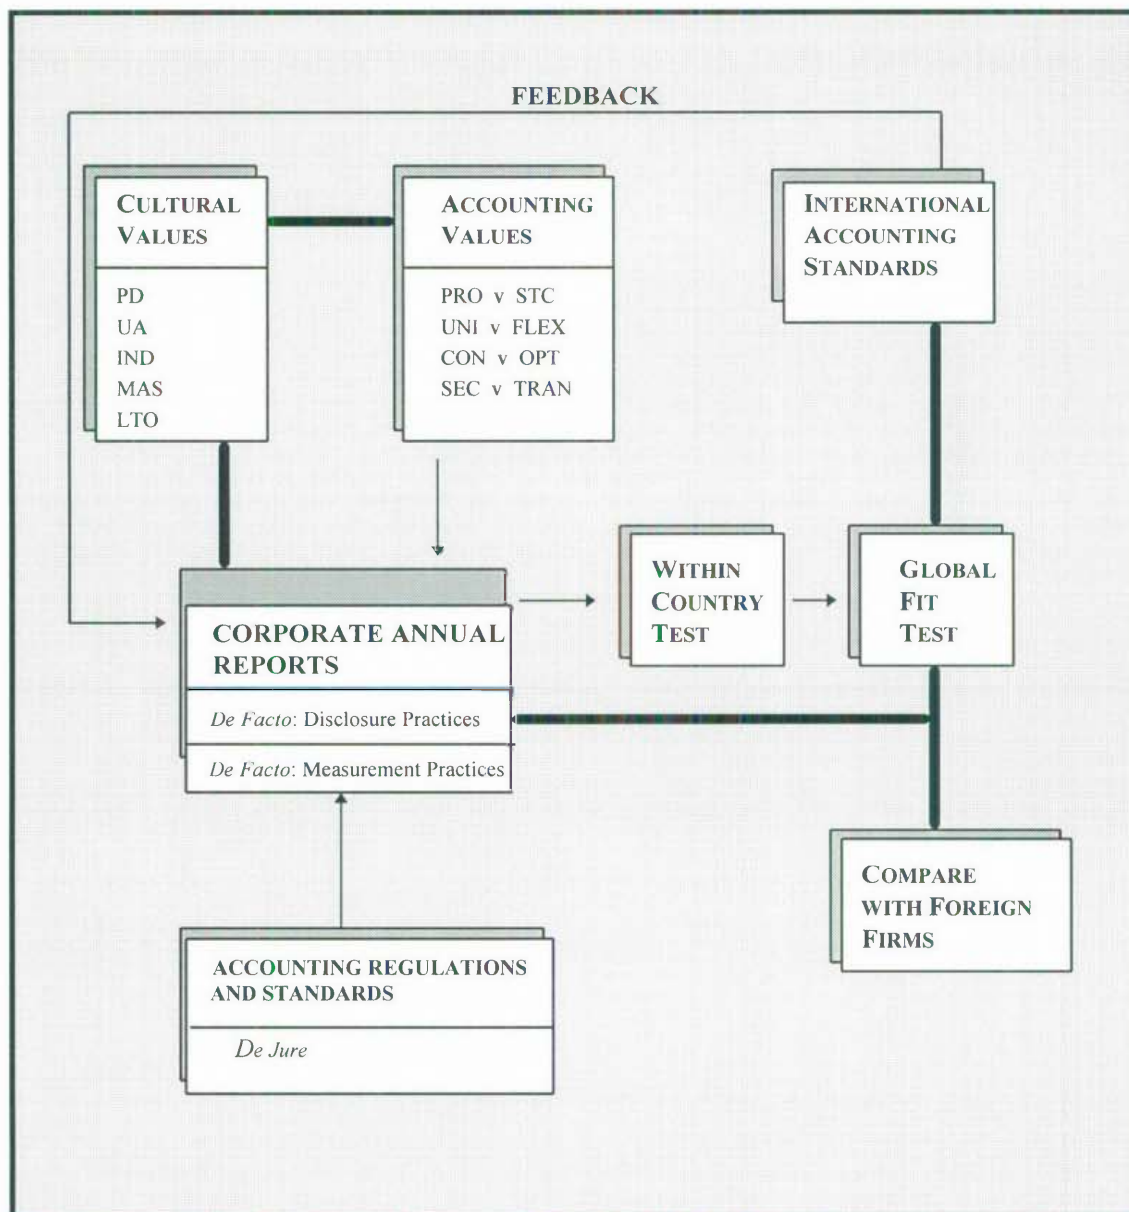 FEEDBACK
CULTURAL
VALUES
PD
UA
IND
MAS
LTO
ACCOUNTING
VALUES
PRO v STC
UNI v FLEX
CON v OPT
SEC v TRAN
INTERNATIONAL
ACCOUNTING
STANDARDS
CORPORATE ANNUAL
REPORTS
De Facto: Disclosure Practices
De Facto: Measurement Practices
WITHIN
COUNTRY
TEST
GLOBAL
FIT
TEST
COMPARE
WITH FOREIGN
FIRMS
ACCOUNTING REGULATIONS
AND STANDARDS
De Jure